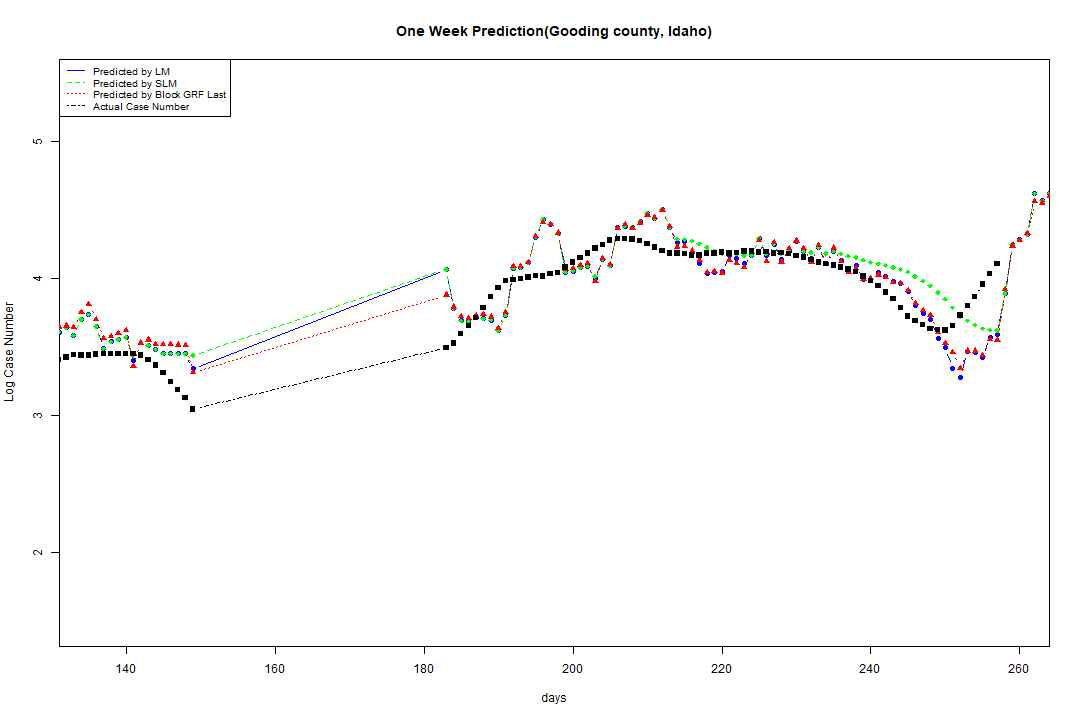 One Week Prediction(Gooding county, Idaho)
Predicted by LM
Predicted by SLM
Predicted by Block GRF Last
Actual Case Number
5
4
3
2
Log Case Number
140 160 180 200 220 240 260
days